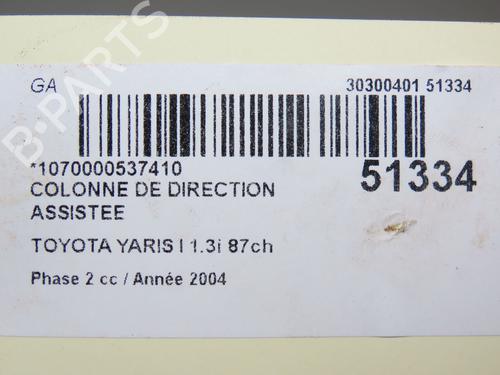 GA 30300401 51334
*1070000537410
51334
COLONNE DE DIRECTION
ASSISTEE
TOYOTA YARIS I 1.3i 87ch
Phase 2 cc / Année 2004
B-PARTS